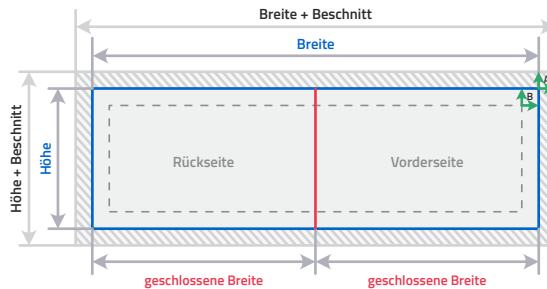 Breite + Beschnitt
Breite
A
B
Höhe + Beschnitt
Höhe
Rückseite
Vorderseite
geschlossene Breite
geschlossene Breite